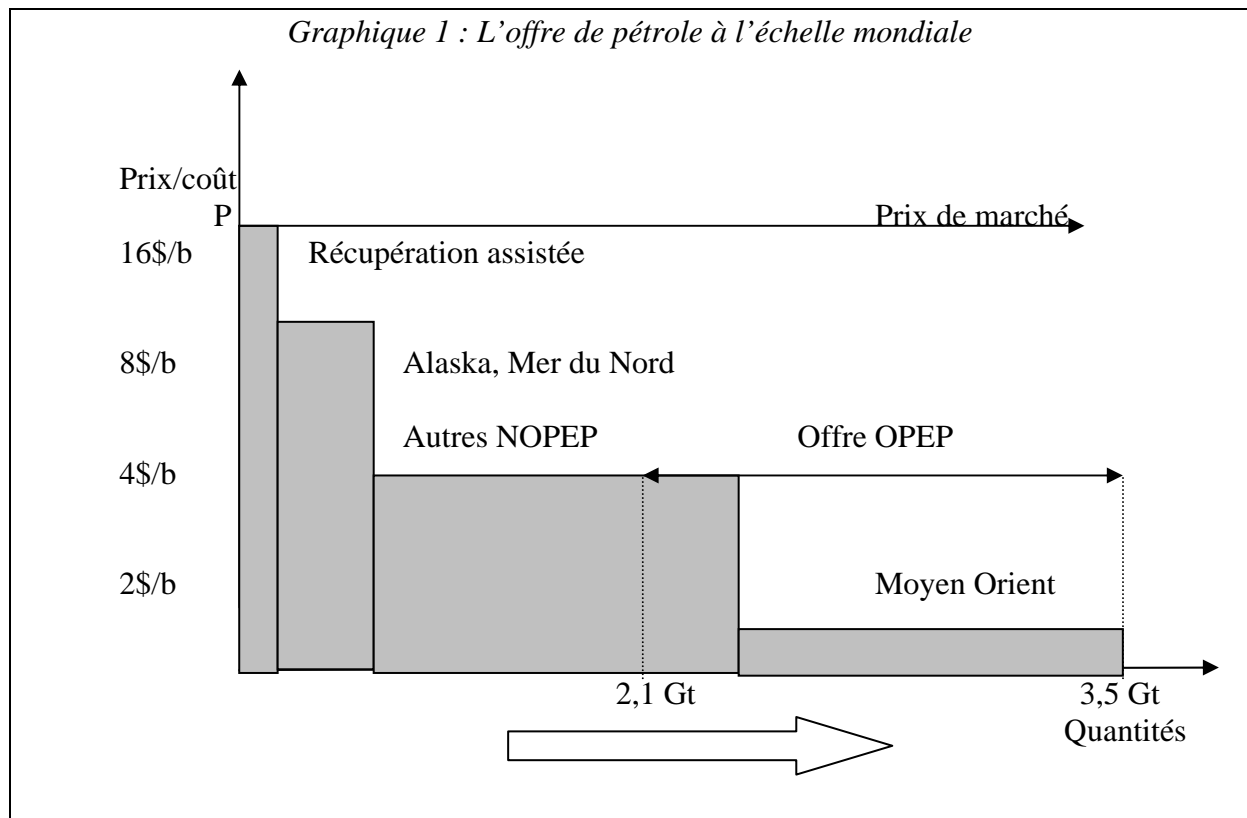 Graphique 1 : L’offre de pétrole à l’échelle mondiale
Prix/coût
P
Prix de marché
16$/b
Récupération assistée
8$/b
Alaska, Mer du Nord
Autres NOPEP
Offre OPEP
4$/b
2$/b
Moyen Orient
2,1 Gt
3,5 Gt
Quantités